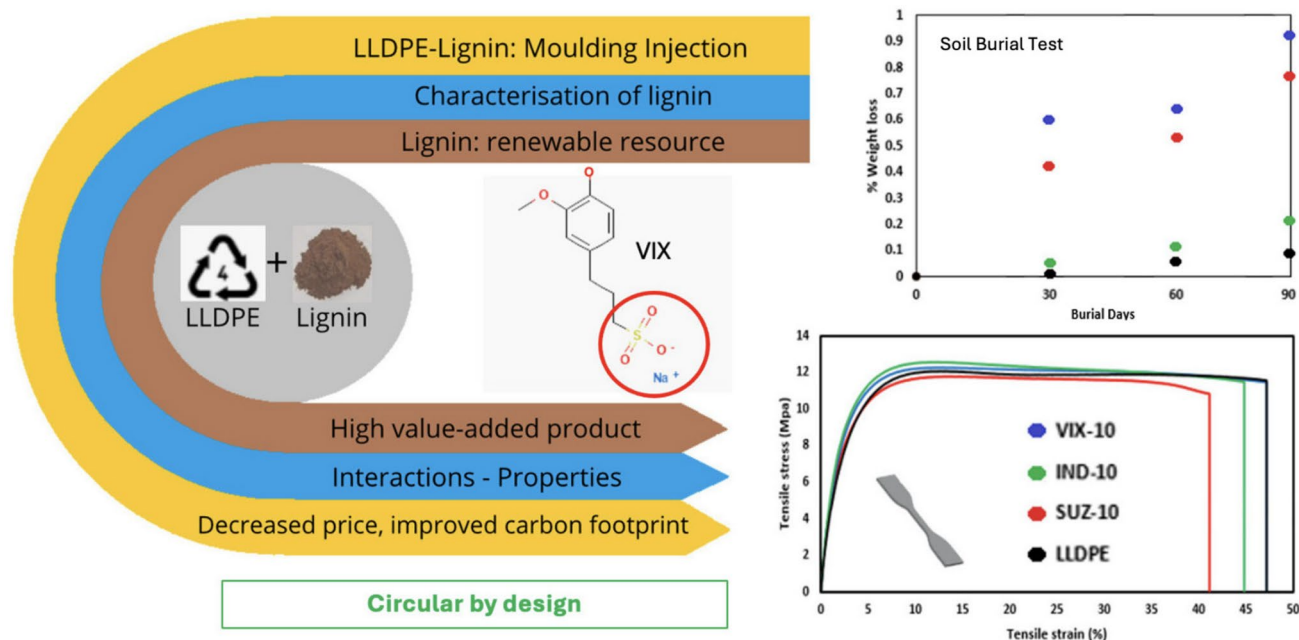 LLDPE-Lignin: Moulding Injection
Characterisation of lignin
Lignin: renewable resource
4
+
LLDPE
Lignin
O
O
VIX
O
S
O
O-
Na +
High value-added product
Interactions - Properties
Decreased price, improved carbon footprint
Circular by design
Soil Burial Test
% Weight loss
1
0.9
0.8
0.7
0.6
0.5
0.4
0.3
0.2
0.1
0
0
30
60
90
Burial Days
Tensile stress (Mpa)
14
12
10
8
6
4
2
0
VIX-10
IND-10
SUZ-10
LLDPE
0
5
10
15
20
25
30
35
40
45
50
Tensile strain (%)